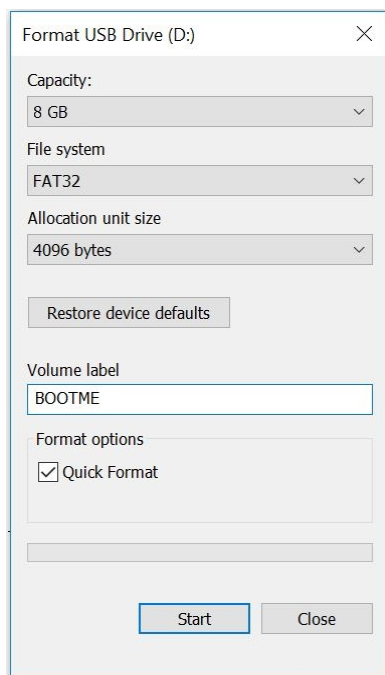 Format USB Drive (D:)
Capacity:
8 GB
File system
FAT32
Allocation unit size
4096 bytes
Restore device defaults
Volume label
BOOTME
Format options
Quick Format
Start Close